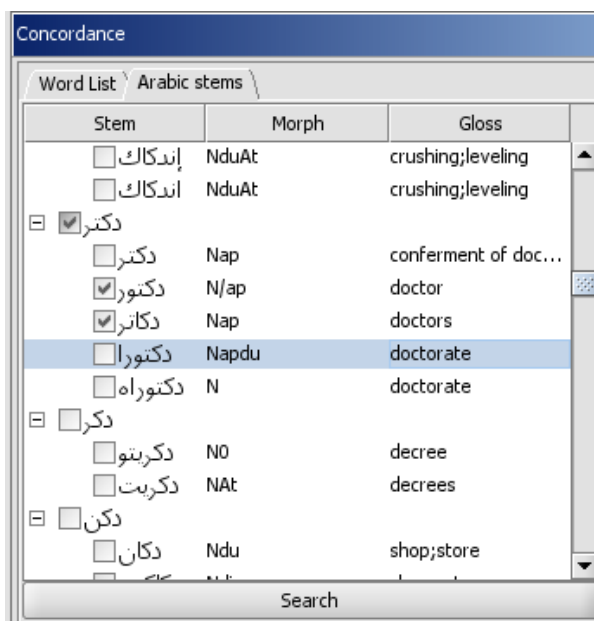 Concordance
Word List Arabic stems
Stem Morph Gloss
إندكاك NduAt crushing;leveling
اندكاك NduAt crushing;leveling
دكتر
دكتر Nap conferment of doc...
دكتور N/ap doctor
دكاتر Nap doctors
دكتورا Napdu doctorate
دكتوراه N doctorate
دكر
دكريتو N0 decree
دكريت NAt decrees
دكن
دكان Ndu shop;store
Search